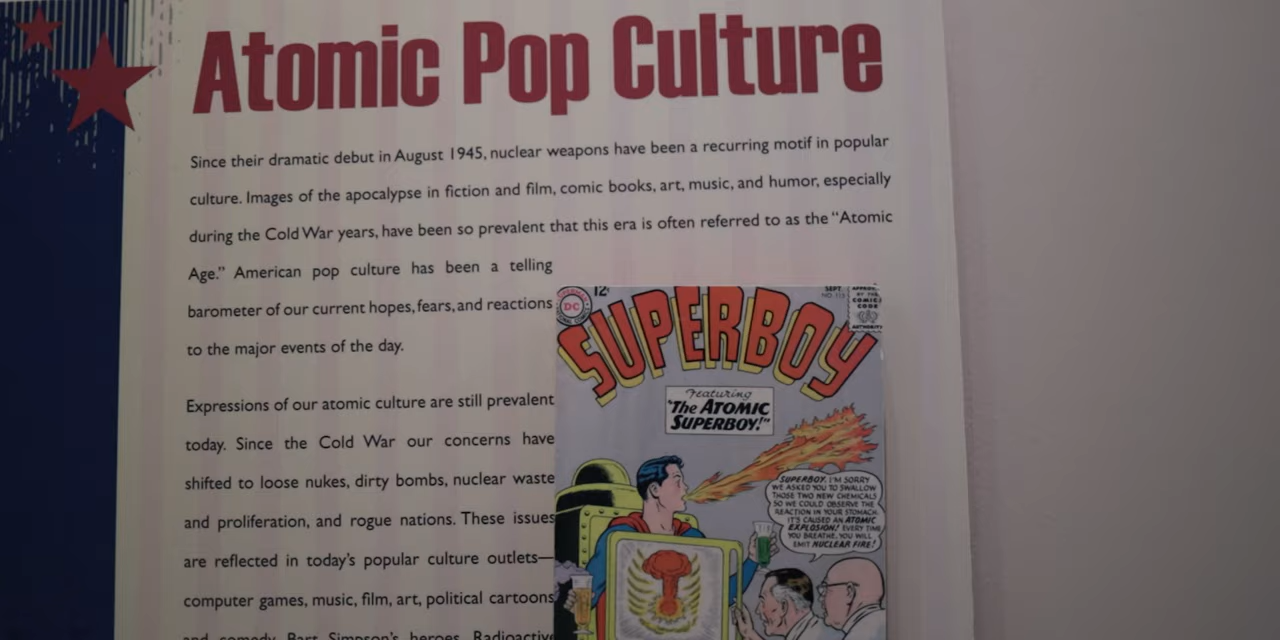 Atomic Pop Culture
Since their dramatic debut in August 1945, nuclear weapons have been a recurring motif in popular
culture. Images of the apocalypse in fiction and film, comic books, art, music, and humor, especially
during the Cold War years, have been so prevalent that this era is often referred to as the “Atomic
Age.” American pop culture has been a telling
barometer of our current hopes, fears, and reactions
to the major events of the day.
Expressions of our atomic culture are still prevalent
today. Since the Cold War our concerns have
shifted to loose nukes, dirty bombs, nuclear waste
and proliferation, and rogue nations. These issues
are reflected in today’s popular culture outlets—
computer games, music, film, art, political cartoons
and comedy. Bart Simpson’s heroes, Radioactive
DC
12¢
SEPT.
APPROVED
BY THE
COMICS
CODE
AUTHORITY
SUPERBOY
Featuring
"The ATOMIC
SUPERBOY!"
SUPERBOY, I'M SORRY
WE ASKED YOU TO SWALLOW
THOSE TWO NEW CHEMICALS
SO WE COULD OBSERVE THE
REACTION IN YOUR STOMACH.
IT'S CAUSED AN ATOMIC
EXPLOSION! EVERY TIME
YOU BREATHE, YOU WILL
EMIT NUCLEAR FIRE!